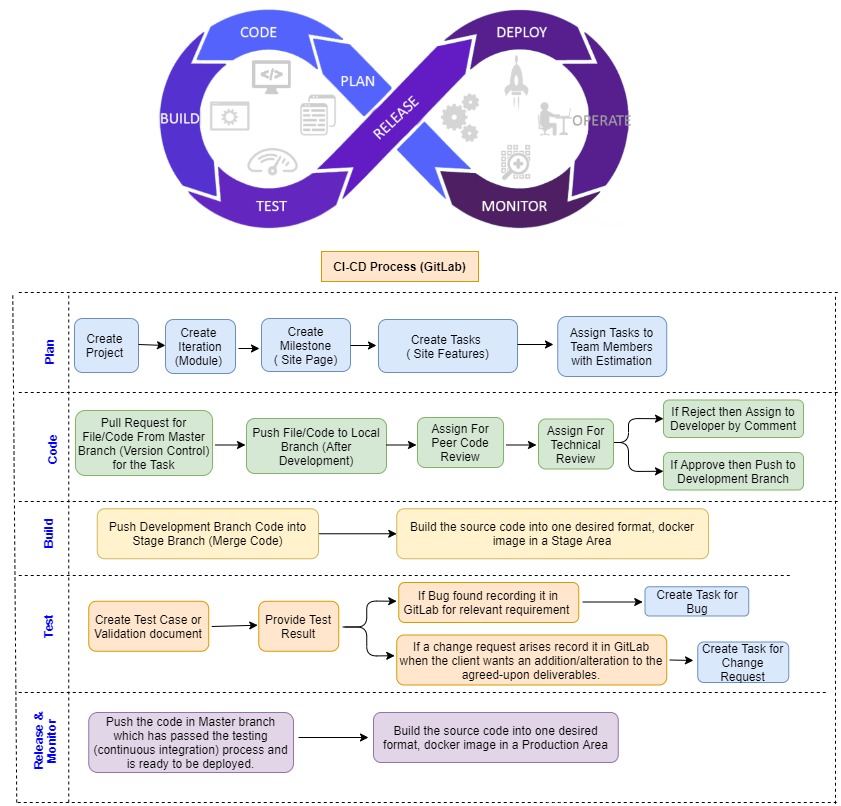 CODE
DEPLOY
PLAN
BUILD
RELEASE
OPERATE
TEST
MONITOR
CI-CD Process (GitLab)
Plan
Create
Project
Create
Iteration
(Module)
Create
Milestone
( Site Page)
Create Tasks
( Site Features)
Assign Tasks to
Team Members
with Estimation
Code
Pull Request for
File/Code From Master
Branch (Version Control)
for the Task
Push File/Code to Local
Branch (After
Development)
Assign For
Peer Code
Review
Assign For
Technical
Review
If Reject then Assign to
Developer by Comment
If Approve then Push to
Development Branch
Build
Push Development Branch Code into
Stage Branch (Merge Code)
Build the source code into one desired format, docker
image in a Stage Area
Test
Create Test Case or
Validation document
Provide Test
Result
If Bug found recording it in
GitLab for relevant requirement
Create Task for
Bug
If a change request arises record it in GitLab
when the client wants an addition/alteration to the
agreed-upon deliverables.
Create Task for
Change
Request
Release &
Monitor
Push the code in Master branch
which has passed the testing
(continuous integration) process and
is ready to be deployed.
Build the source code into one desired
format, docker image in a Production Area